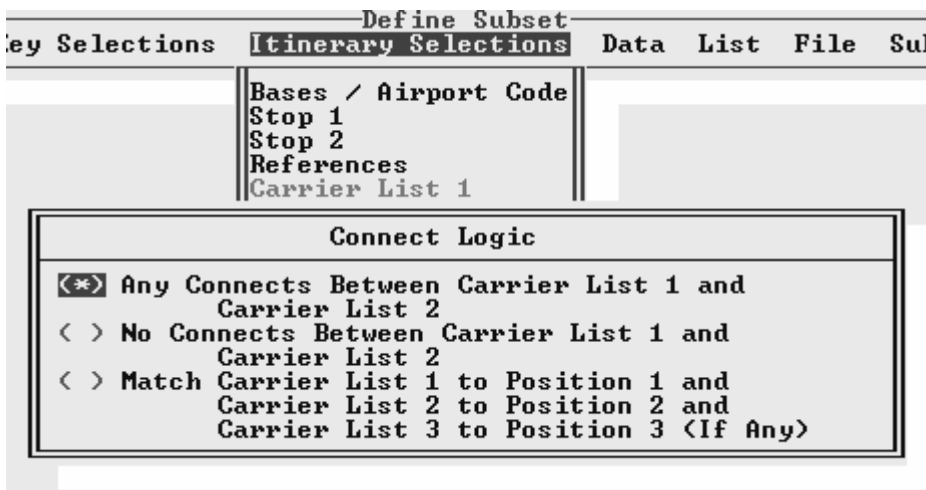 Define Subset
ey Selections Itinerary Selections Data List File Su
Bases / Airport Code
Stop 1
Stop 2
References
Carrier List 1
Connect Logic
(*) Any Connects Between Carrier List 1 and
Carrier List 2
( ) No Connects Between Carrier List 1 and
Carrier List 2
( ) Match Carrier List 1 to Position 1 and
Carrier List 2 to Position 2 and
Carrier List 3 to Position 3 (If Any)